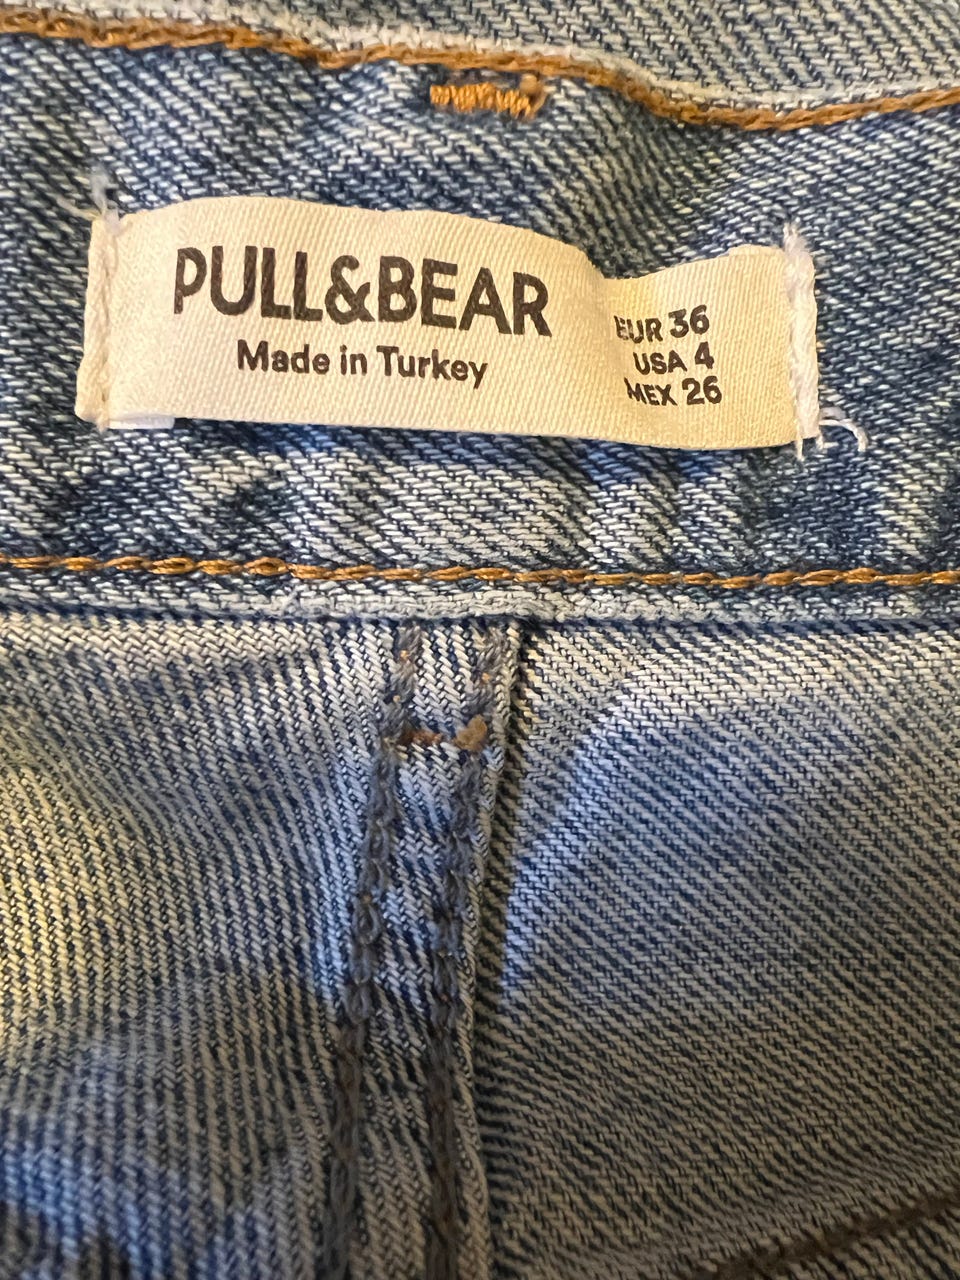 PULL&BEAR
Made in Turkey
EUR 36
USA 4
MEX 26